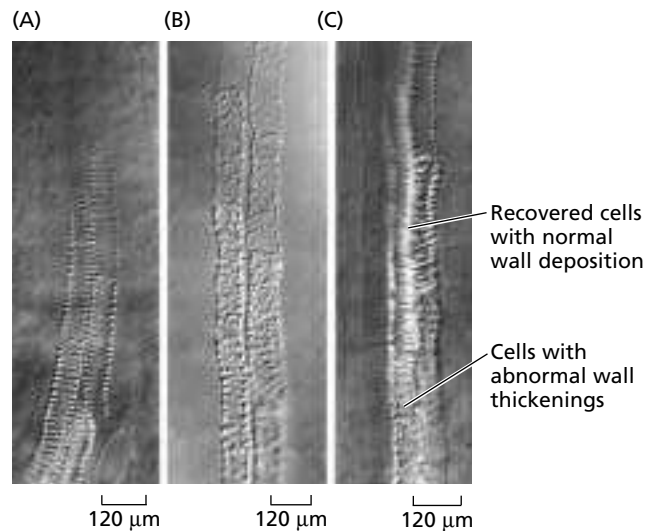 (A)
(B)
(C)
Recovered cells
with normal
wall deposition
Cells with
abnormal wall
thickenings
120 μm
120 μm
120 μm